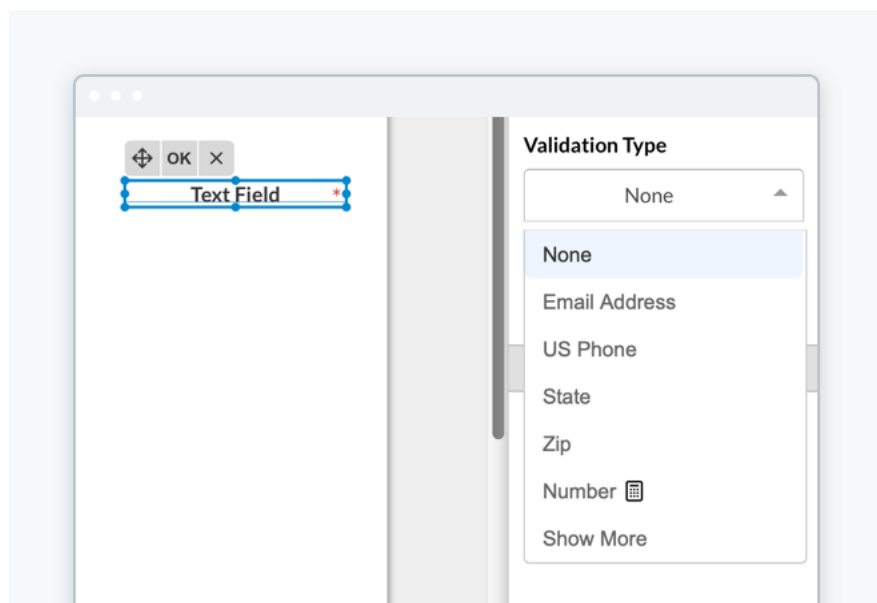 OK
Text Field *
Validation Type
None
None
Email Address
US Phone
State
Zip
Number
Show More